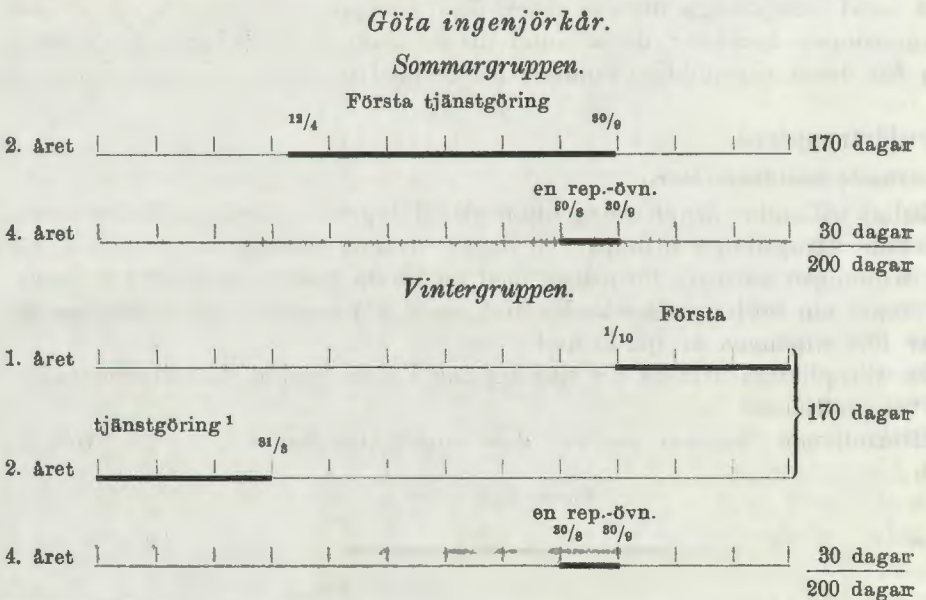 Göta ingenjörkår.
Sommargruppen.
Första tjänstgöring
12/4 30/9
2. året 170 dagar
en rep.-övn.
30/8 30/9
4. året 30 dagar
200 dagar
Vintergruppen.
Första
1/10
1. året
170 dagar
tjänstgöring ¹
31/3
2. året
en rep.-övn.
30/8 30/9
4. året 30 dagar
200 dagar